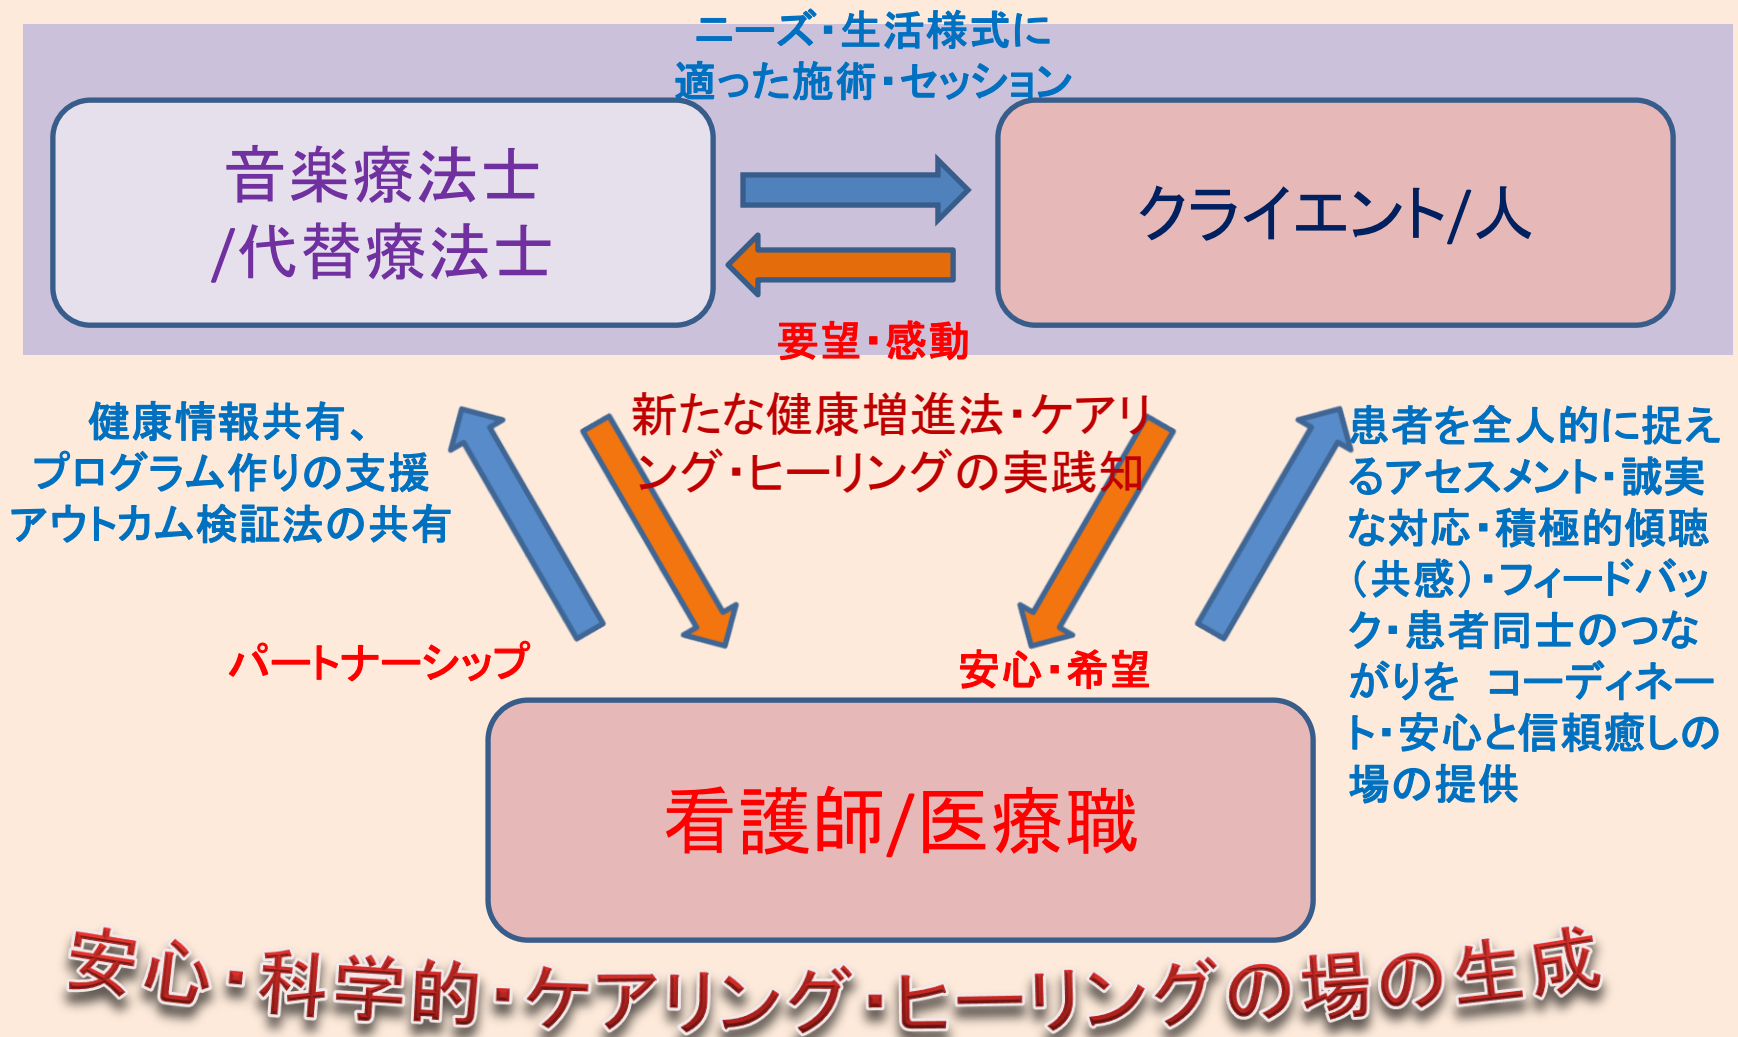 ニーズ・生活様式に
適った施術・セッション
音楽療法士
/代替療法士
クライエント/人
要望・感動
新たな健康増進法・ケアリ
ング・ヒーリングの実践知
健康情報共有、
プログラム作りの支援
アウトカム検証法の共有
患者を全人的に捉え
るアセスメント・誠実
な対応・積極的傾聴
（共感）・フィードバッ
ク・患者同士のつな
がりを　コーディネー
ト・安心と信頼癒しの
場の提供
パートナーシップ
安心・希望
看護師/医療職
安心・科学的・ケアリング・ヒーリングの場の生成